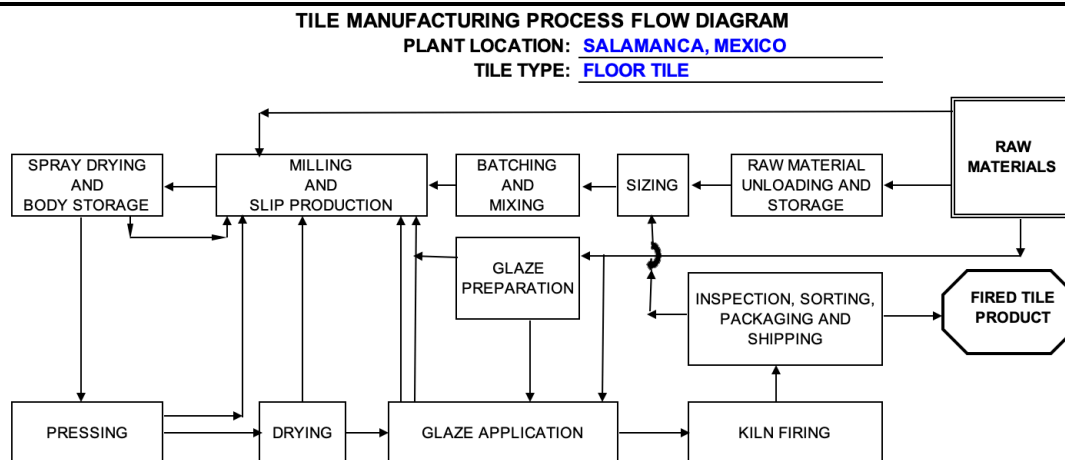 TILE MANUFACTURING PROCESS FLOW DIAGRAM
PLANT LOCATION: SALAMANCA, MEXICO
TILE TYPE: FLOOR TILE
SPRAY DRYING
AND
BODY STORAGE
MILLING
AND
SLIP PRODUCTION
BATCHING
AND
MIXING
SIZING
RAW MATERIAL
UNLOADING AND
STORAGE
RAW
MATERIALS
GLAZE
PREPARATION
INSPECTION, SORTING,
PACKAGING AND
SHIPPING
FIRED TILE
PRODUCT
PRESSING
DRYING
GLAZE APPLICATION
KILN FIRING